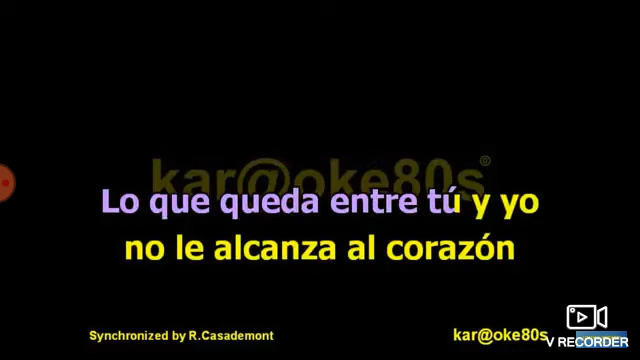 kar@oke80s©
Lo que queda entre tú y yo
no le alcanza al corazón
Synchronized by R.Casademont
kar@oke80s
V RECORDER